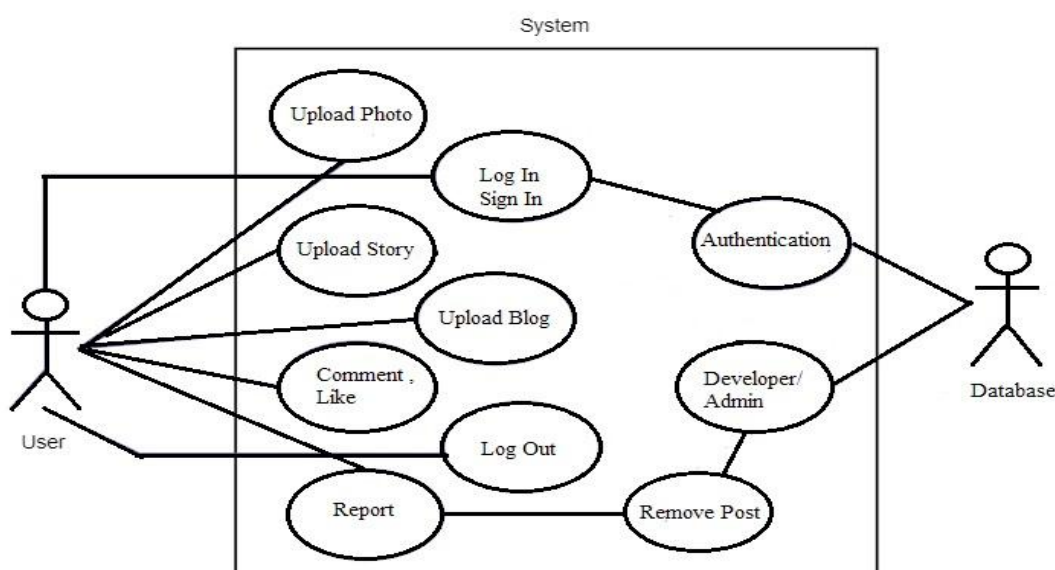 System
Upload Photo
Log In
Sign In
Upload Story
Authentication
Upload Blog
Comment ,
Like
Developer/
Admin
Database
User
Log Out
Report
Remove Post